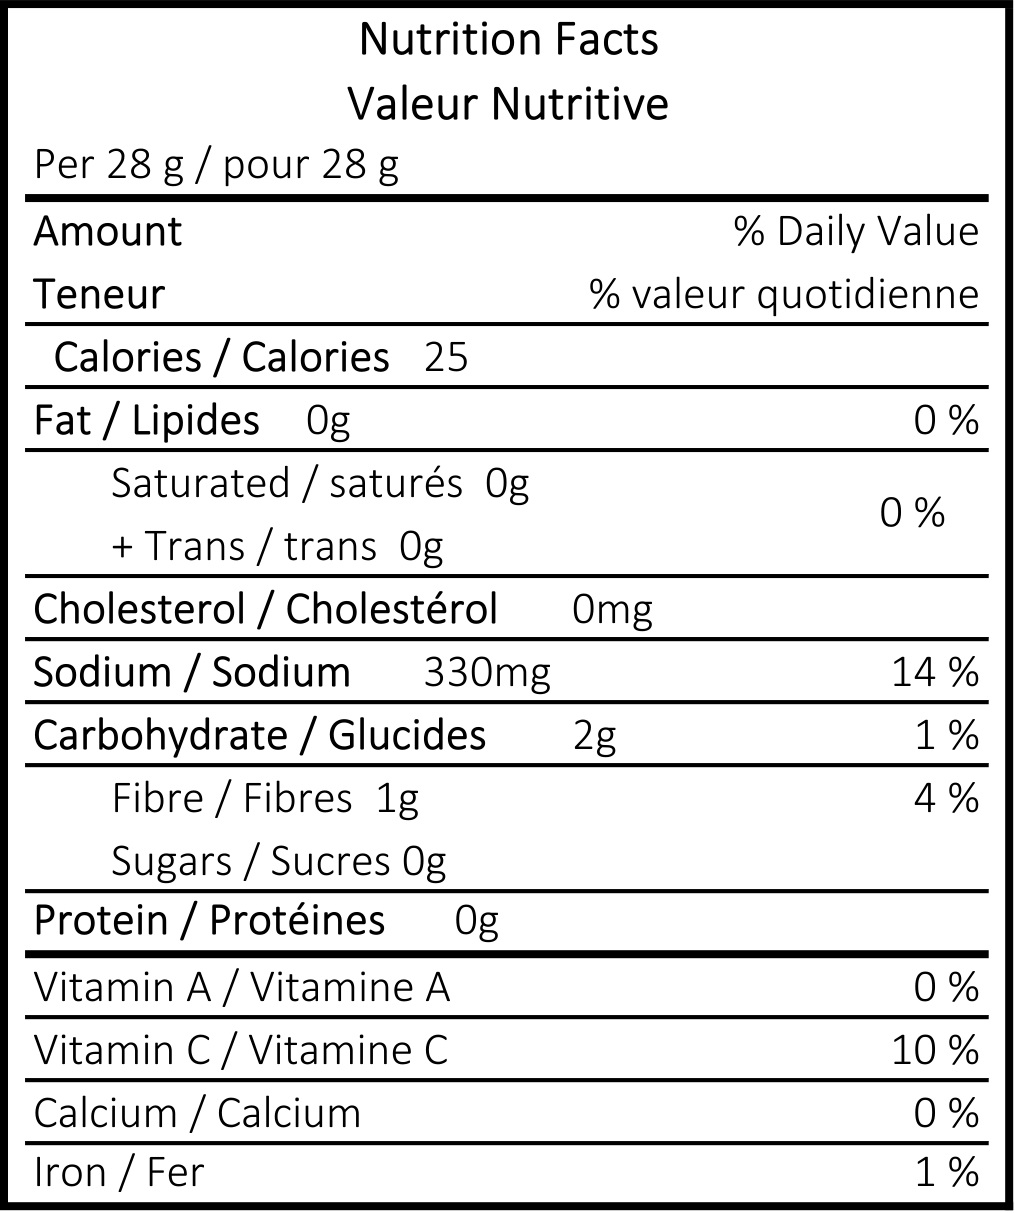 Nutrition Facts
Valeur Nutritive
Per 28 g / pour 28 g
Amount % Daily Value
Teneur % valeur quotidienne
Calories / Calories 25
Fat / Lipides 0g 0 %
Saturated / saturés 0g
0 %
+ Trans / trans 0g
Cholesterol / Cholestérol 0mg
Sodium / Sodium 330mg 14 %
Carbohydrate / Glucides 2g 1 %
Fibre / Fibres 1g 4 %
Sugars / Sucres 0g
Protein / Protéines 0g
Vitamin A / Vitamine A 0 %
Vitamin C / Vitamine C 10 %
Calcium / Calcium 0 %
Iron / Fer 1 %